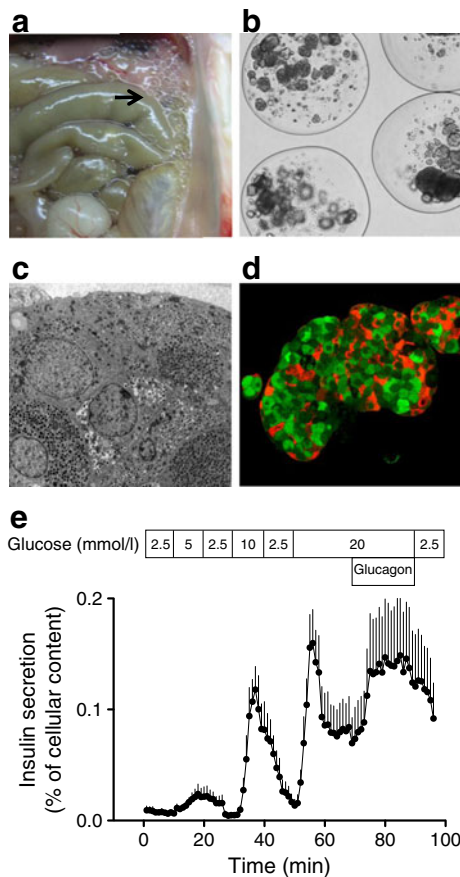 a b
c d
e
Glucose (mmol/l) 2.5 5 2.5 10 2.5 20 2.5
Glucagon
Insulin secretion
(% of cellular content)
0.2
0.1
0.0
0 20 40 60 80 100
Time (min)